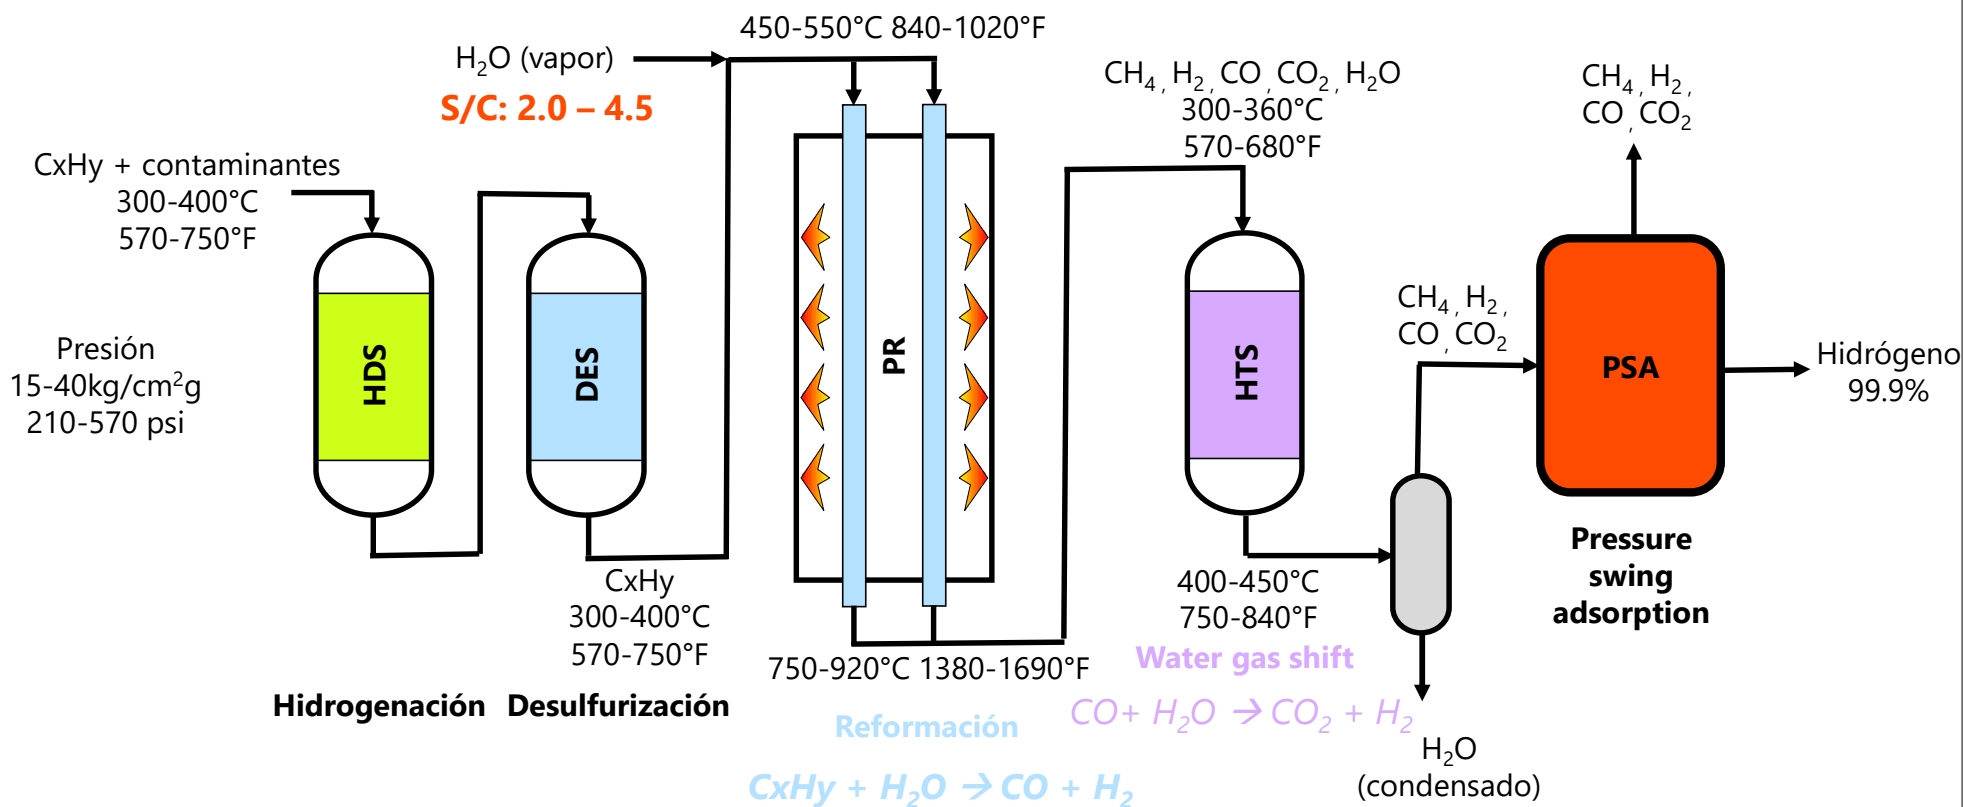 450-550°C 840-1020°F
H₂O (vapor)
S/C: 2.0 – 4.5
CxHy + contaminantes
300-400°C
570-750°F
Presión
15-40kg/cm²g
210-570 psi
HDS
DES
CxHy
300-400°C
570-750°F
Hidrogenación
Desulfurización
PR
750-920°C 1380-1690°F
Reformación
CxHy + H₂O → CO + H₂
CH₄, H₂, CO, CO₂, H₂O
300-360°C
570-680°F
HTS
400-450°C
750-840°F
Water gas shift
CO+ H₂O → CO₂ + H₂
H₂O
(condensado)
CH₄, H₂,
CO, CO₂
CH₄, H₂,
CO, CO₂
PSA
Pressure
swing
adsorption
Hidrógeno
99.9%